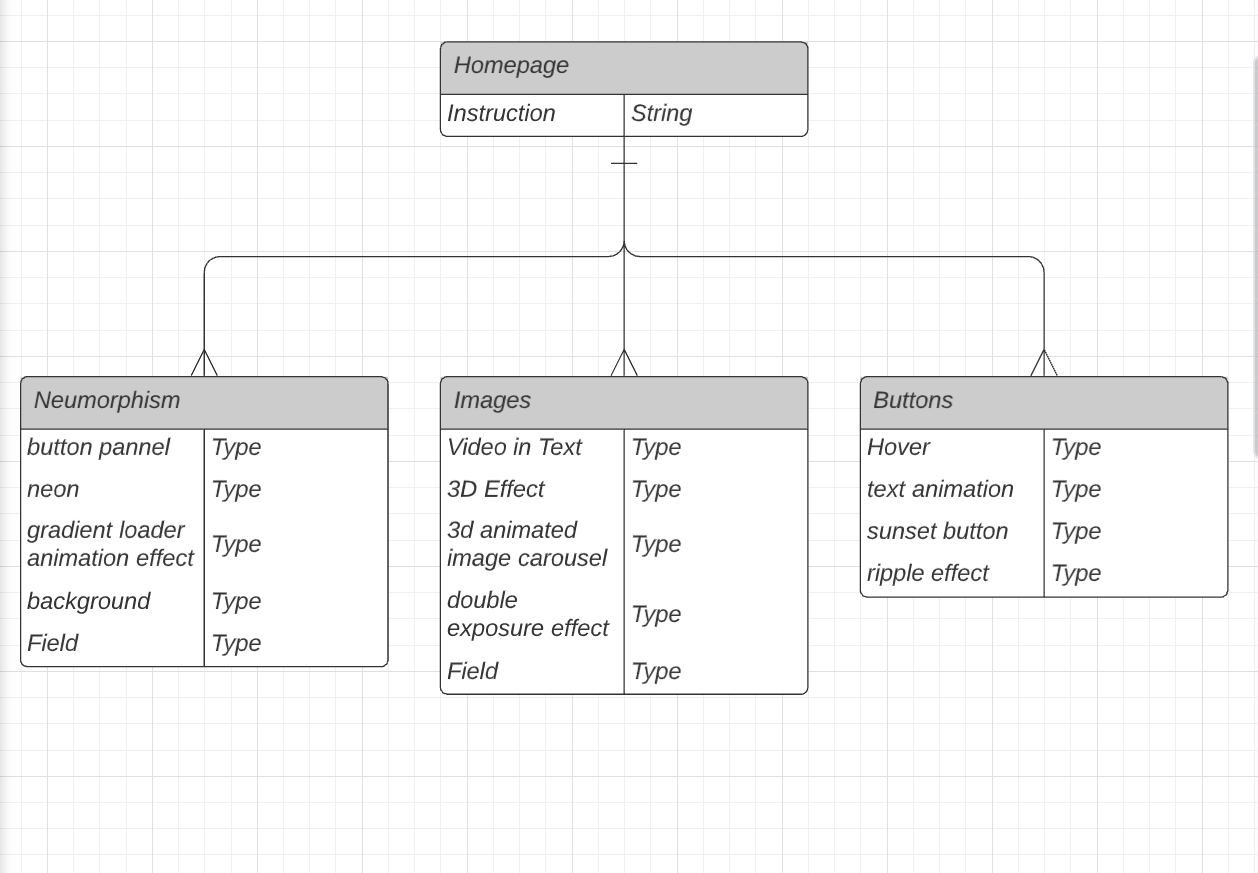 Homepage
Instruction String
Neumorphism
button pannel Type
neon Type
gradient loader
animation effect Type
background Type
Field Type
Images
Video in Text Type
3D Effect Type
3d animated
image carousel Type
double
exposure effect Type
Field Type
Buttons
Hover Type
text animation Type
sunset button Type
ripple effect Type